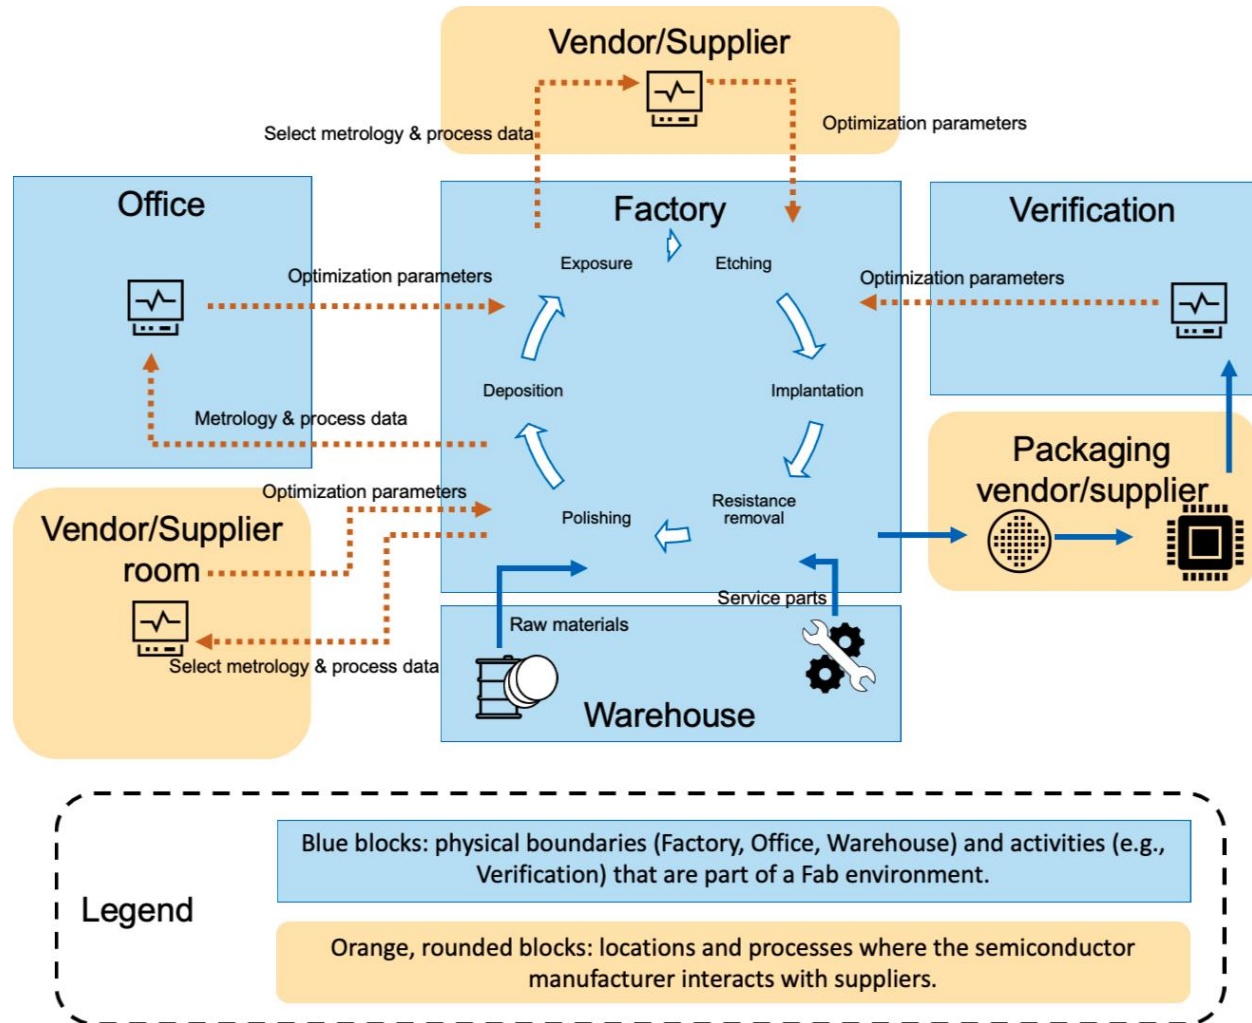 Vendor/Supplier
Select metrology & process data
Optimization parameters
Office
Factory
Verification
Exposure
Etching
Optimization parameters
Optimization parameters
Deposition
Implantation
Metrology & process data
Packaging
vendor/supplier
Optimization parameters
Polishing
Resistance
removal
Vendor/Supplier
room
Service parts
Raw materials
Select metrology & process data
Warehouse
Legend
Blue blocks: physical boundaries (Factory, Office, Warehouse) and activities (e.g.,
Verification) that are part of a Fab environment.
Orange, rounded blocks: locations and processes where the semiconductor
manufacturer interacts with suppliers.